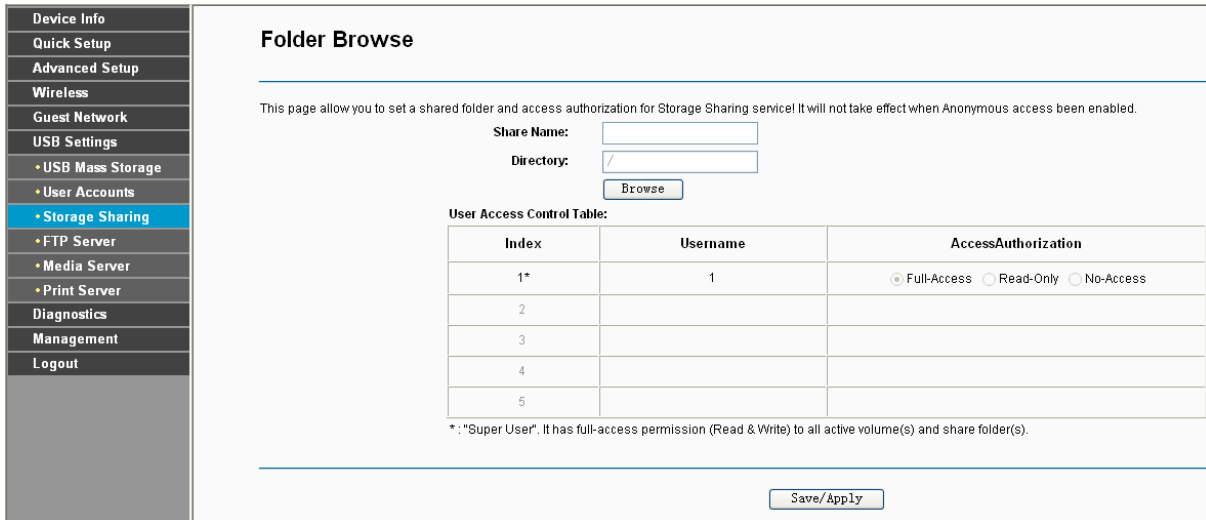 Device Info
Quick Setup
Advanced Setup
Wireless
Guest Network
USB Settings
• USB Mass Storage
• User Accounts
• Storage Sharing
• FTP Server
• Media Server
• Print Server
Diagnostics
Management
Logout
Folder Browse
This page allow you to set a shared folder and access authorization for Storage Sharing service! It will not take effect when Anonymous access been enabled.
Share Name:
Directory: /
Browse
User Access Control Table:
Index Username AccessAuthorization
1* 1 Full-Access Read-Only No-Access
2
3
4
5
* : "Super User". It has full-access permission (Read & Write) to all active volume(s) and share folder(s).
Save/Apply